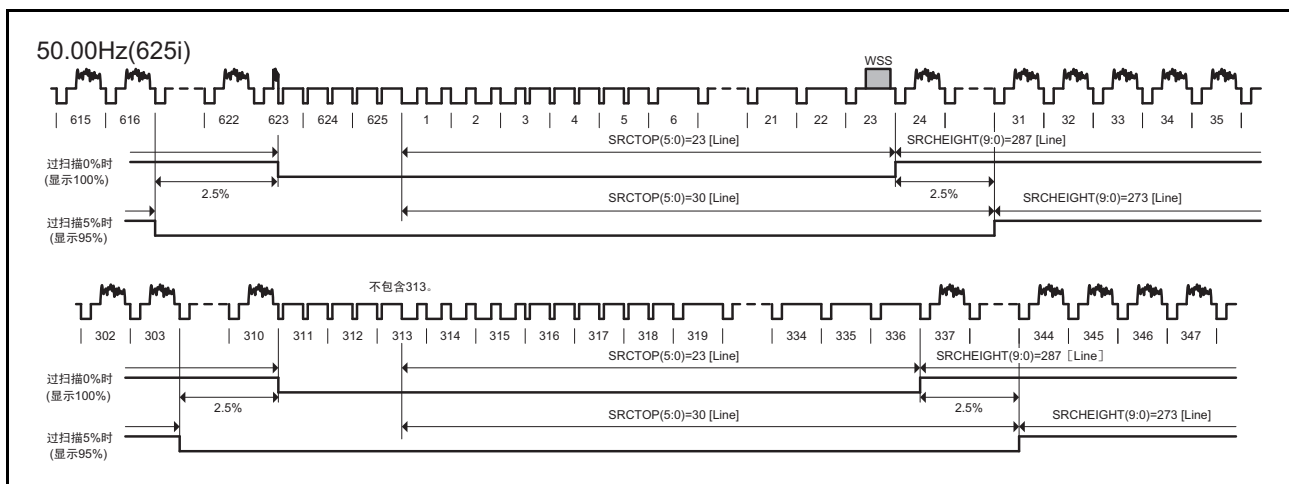 50.00Hz(625i)
WSS
615 616 622 623 624 625 1 2 3 4 5 6 21 22 23 24 31 32 33 34 35
SRCTOP(5:0)=23 [Line] SRCHEIGHT(9:0)=287 [Line]
过扫描0%时
(显示100%)
2.5% 2.5%
SRCTOP(5:0)=30 [Line] SRCHEIGHT(9:0)=273 [Line]
过扫描5%时
(显示95%)
不包含313。
302 303 310 311 312 313 314 315 316 317 318 319 334 335 336 337 344 345 346 347
SRCTOP(5:0)=23 [Line] SRCHEIGHT(9:0)=287［Line］
过扫描0%时
(显示100%)
2.5% 2.5%
SRCTOP(5:0)=30 [Line] SRCHEIGHT(9:0)=273 [Line]
过扫描5%时
(显示95%)